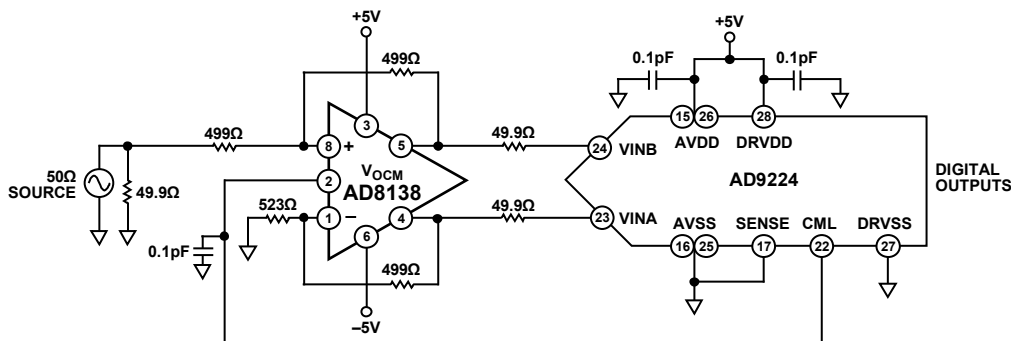 +5V
+5V
499Ω
0.1pF
0.1pF
3
15
26
28
499Ω
8
+
5
49.9Ω
24
VINB
AVDD
DRVDD
50Ω
SOURCE
49.9Ω
2
VOCM
AD8138
AD9224
DIGITAL
OUTPUTS
523Ω
1
–
4
49.9Ω
23
VINA
AVSS
SENSE
CML
DRVSS
0.1pF
6
16
25
17
22
27
499Ω
–5V